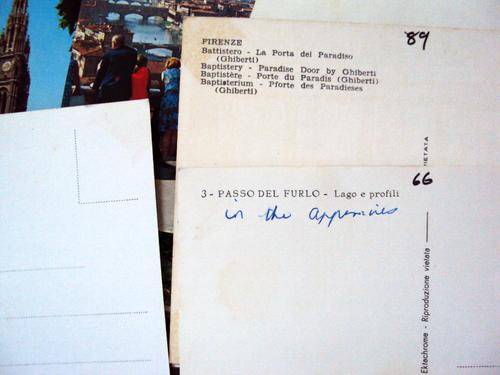 89
FIRENZE
Battistero - La Porta del Paradiso
(Ghiberti)
Baptistery - Paradise Door by Ghiberti
Baptistère - Porte du Paradis (Ghiberti)
Baptisterium - Pforte des Paradieses
(Ghiberti)
VIETATA
66
3 - PASSO DEL FURLO - Lago e profili
in the Appennines
Ektachrome - Riproduzione vietata